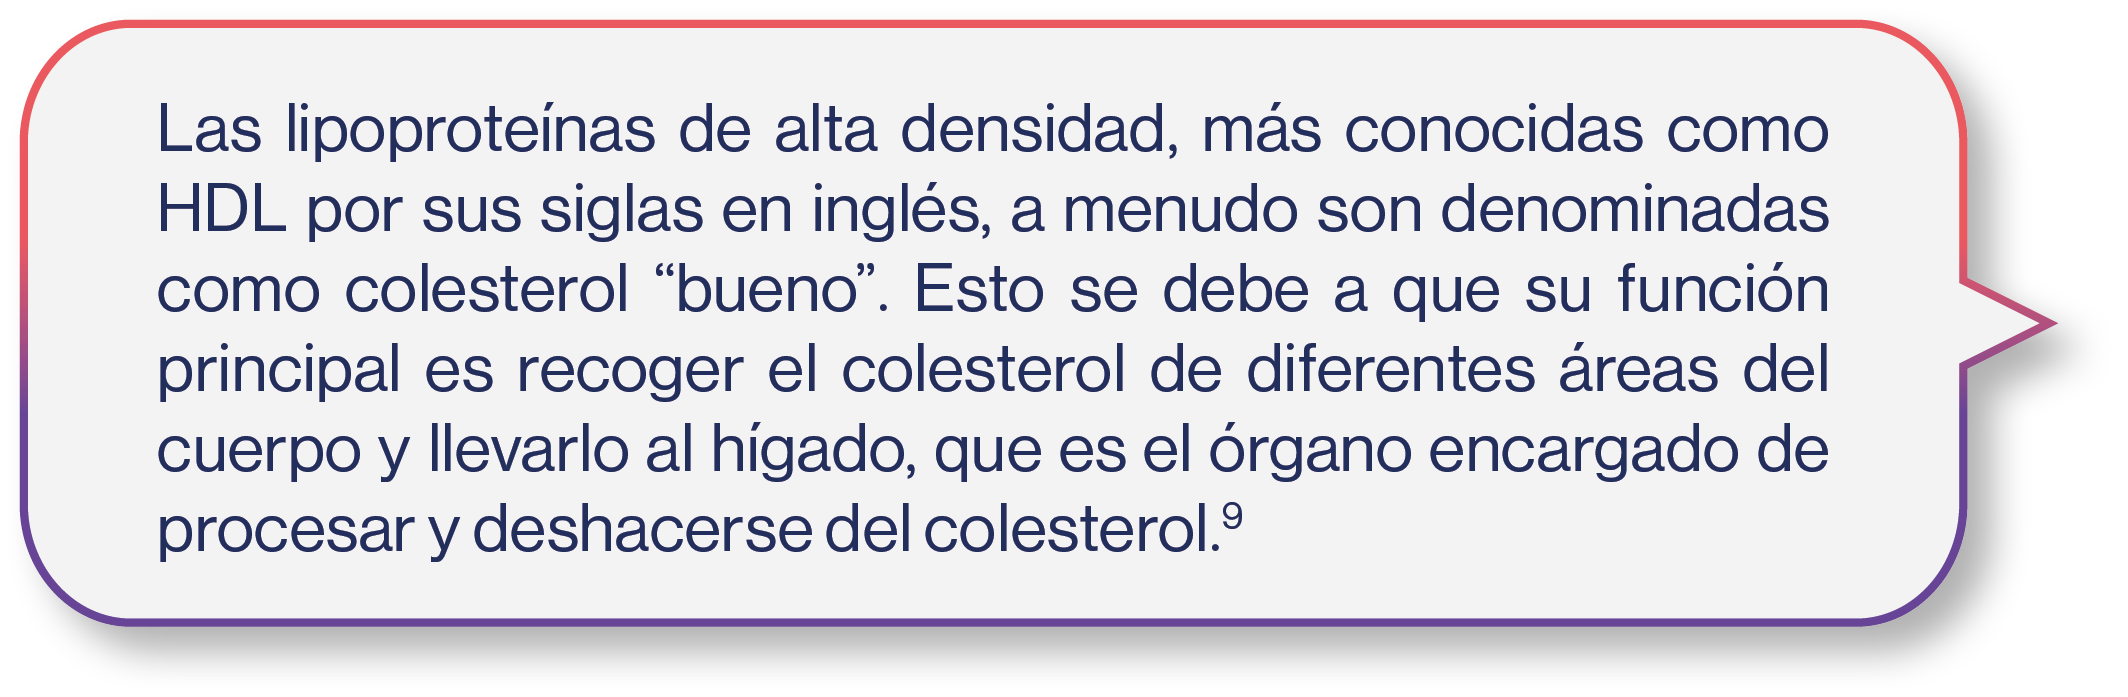 Las lipoproteínas de alta densidad, más conocidas como
HDL por sus siglas en inglés, a menudo son denominadas
como colesterol “bueno”. Esto se debe a que su función
principal es recoger el colesterol de diferentes áreas del
cuerpo y llevarlo al hígado, que es el órgano encargado de
procesar y deshacerse del colesterol.⁹